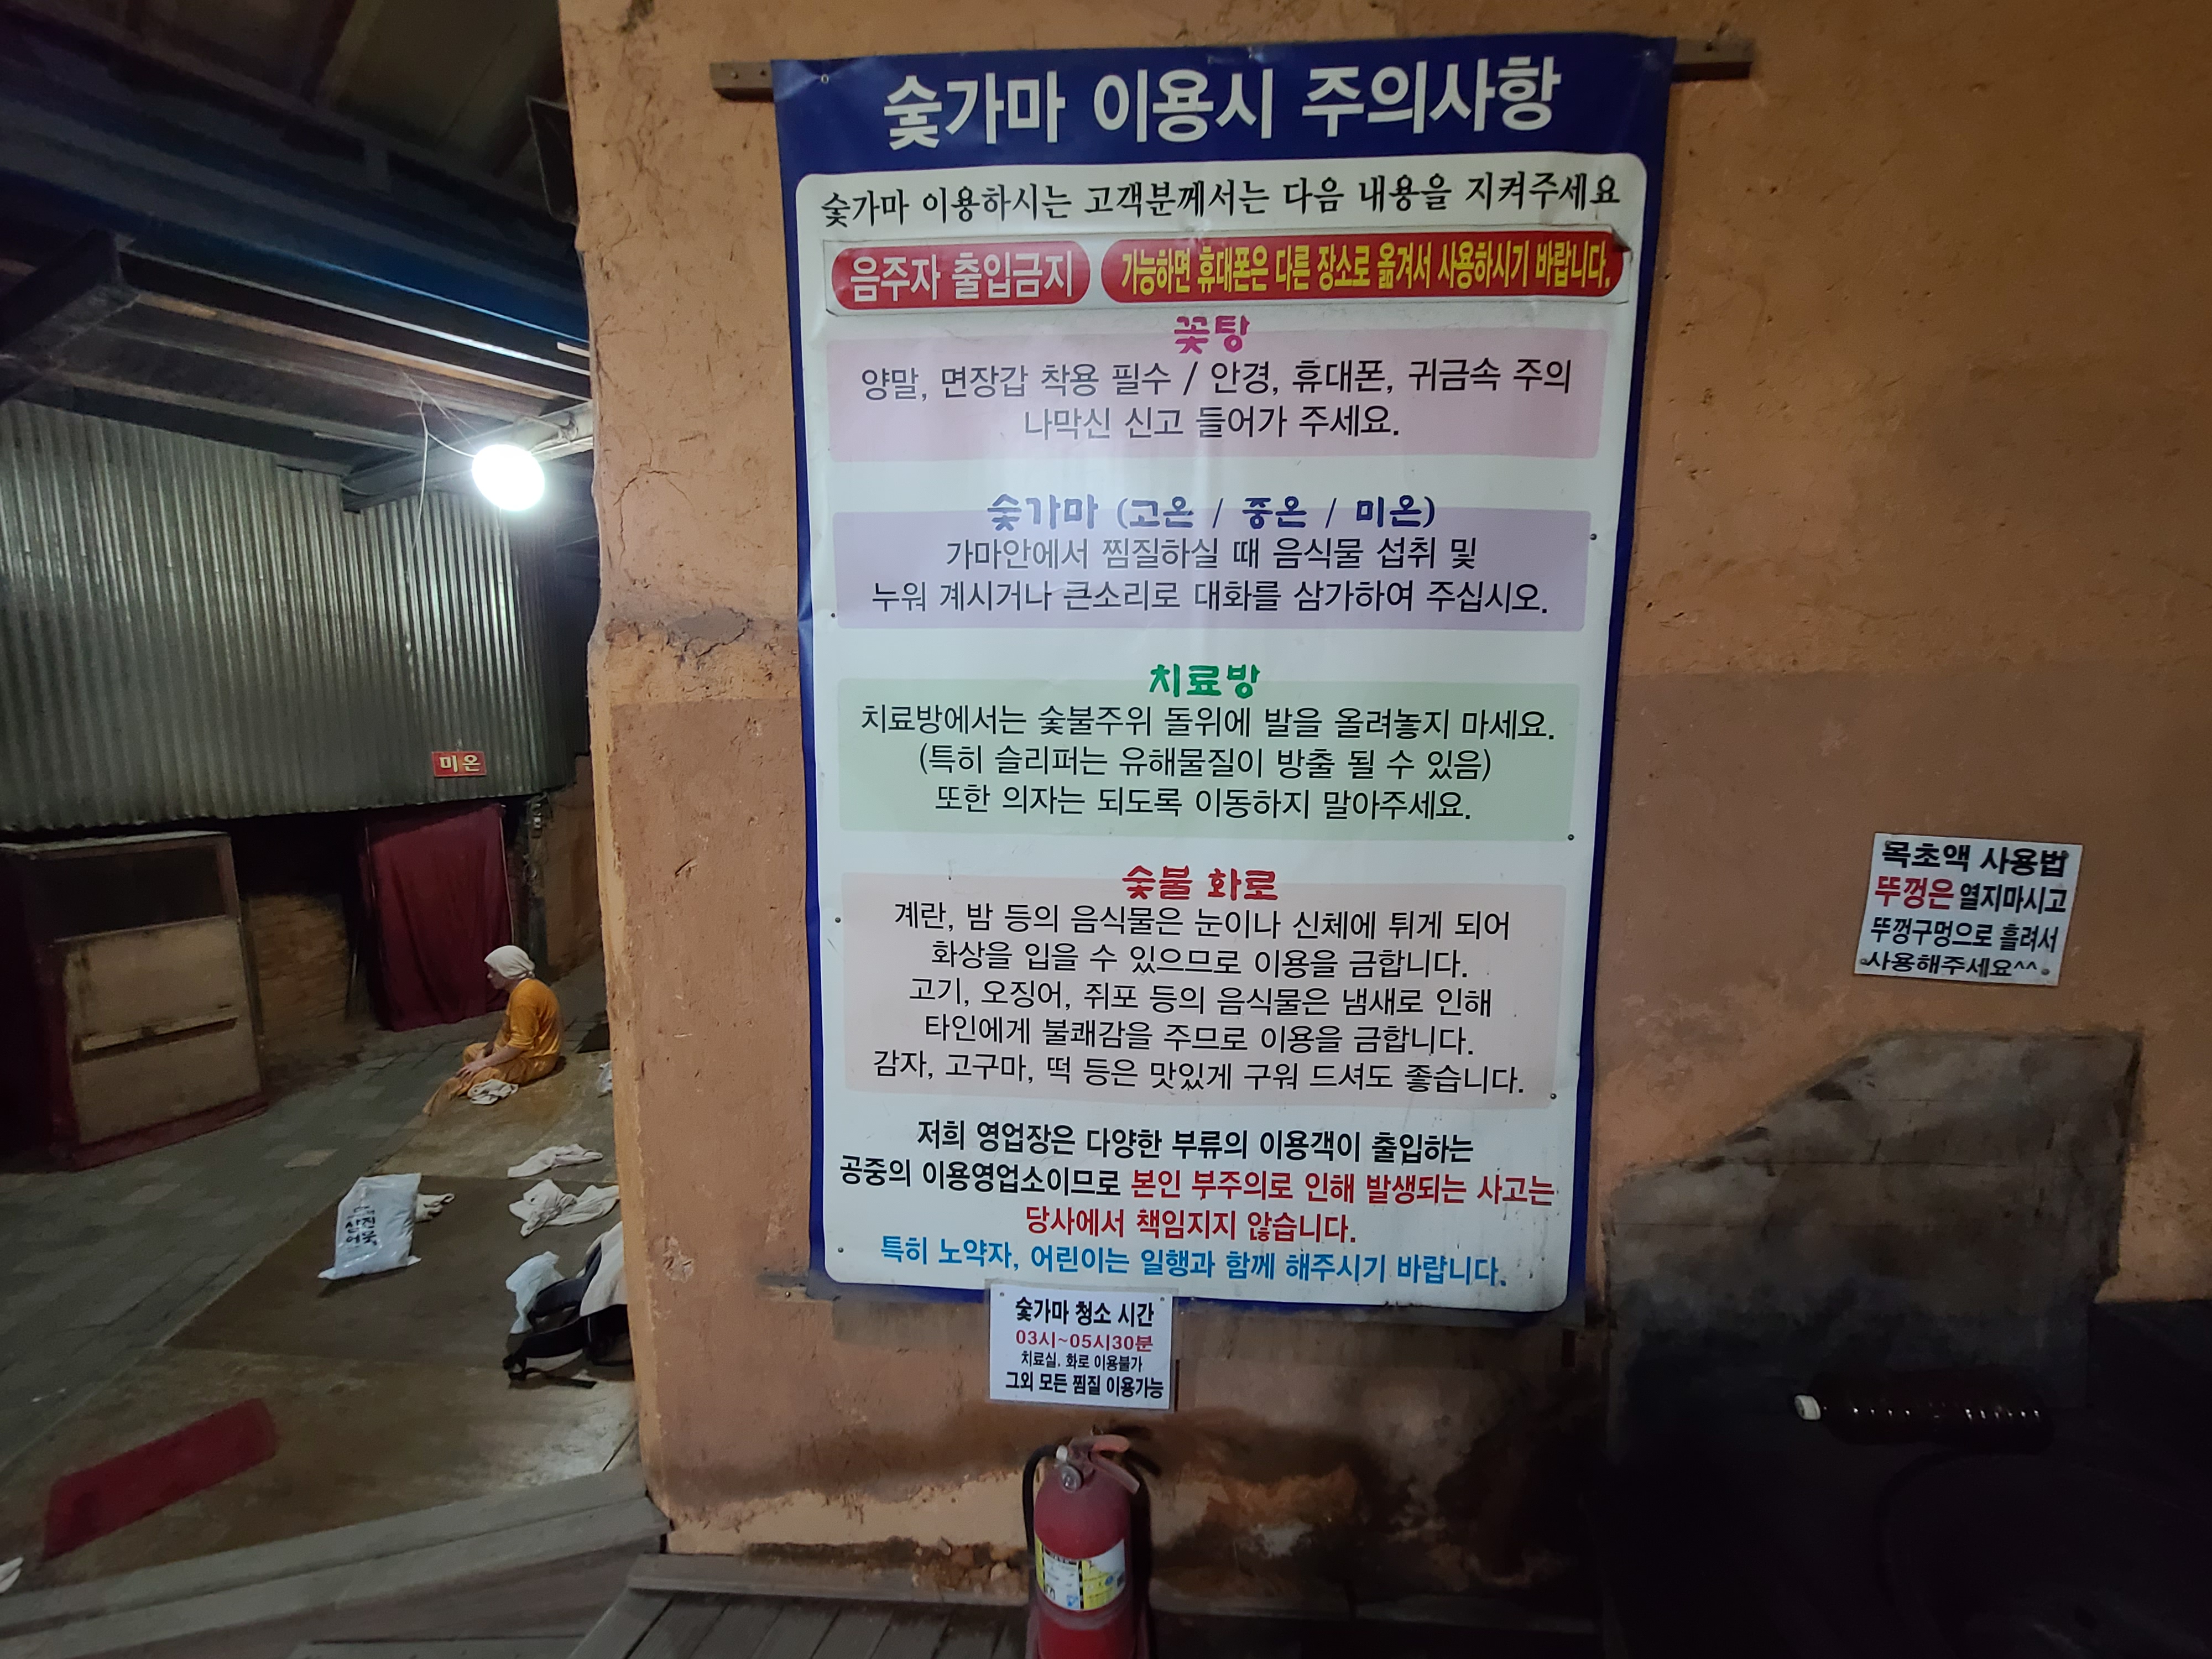 숯가마 이용시 주의사항
숯가마 이용하시는 고객분께서는 다음 내용을 지켜주세요
음주자 출입금지
가능하면 휴대폰은 다른 장소로 옮겨서 사용하시기 바랍니다.
꽃탕
양말, 면장갑 착용 필수 / 안경, 휴대폰, 귀금속 주의
나막신 신고 들어가 주세요.
숯가마 (고온 / 중온 / 미온)
가마안에서 찜질하실 때 음식물 섭취 및
누워 계시거나 큰소리로 대화를 삼가하여 주십시오.
치료방
치료방에서는 숯불주위 돌위에 발을 올려놓지 마세요.
(특히 슬리퍼는 유해물질이 방출 될 수 있음)
또한 의자는 되도록 이동하지 말아주세요.
숯불 화로
계란, 밤 등의 음식물은 눈이나 신체에 튀게 되어
화상을 입을 수 있으므로 이용을 금합니다.
고기, 오징어, 쥐포 등의 음식물은 냄새로 인해
타인에게 불쾌감을 주므로 이용을 금합니다.
감자, 고구마, 떡 등은 맛있게 구워 드셔도 좋습니다.
저희 영업장은 다양한 부류의 이용객이 출입하는
공중의 이용영업소이므로 본인 부주의로 인해 발생되는 사고는
당사에서 책임지지 않습니다.
특히 노약자, 어린이는 일행과 함께 해주시기 바랍니다.
숯가마 청소 시간
03시~05시30분
치료실. 화로 이용불가
그외 모든 찜질 이용가능
목초액 사용법
뚜껑은 열지마시고
뚜껑구멍으로 흘려서
사용해주세요^^
미온
삼진
어묵